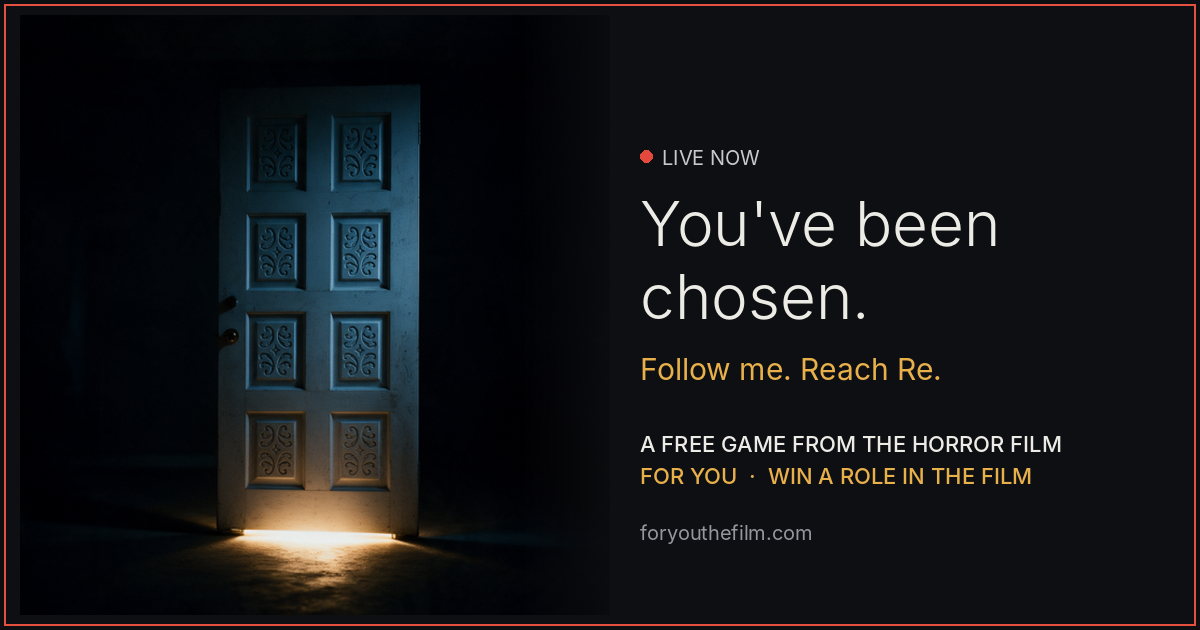 LIVE NOW
You've been
chosen.
Follow me. Reach Re.
A FREE GAME FROM THE HORROR FILM
FOR YOU · WIN A ROLE IN THE FILM
foryouthefilm.com